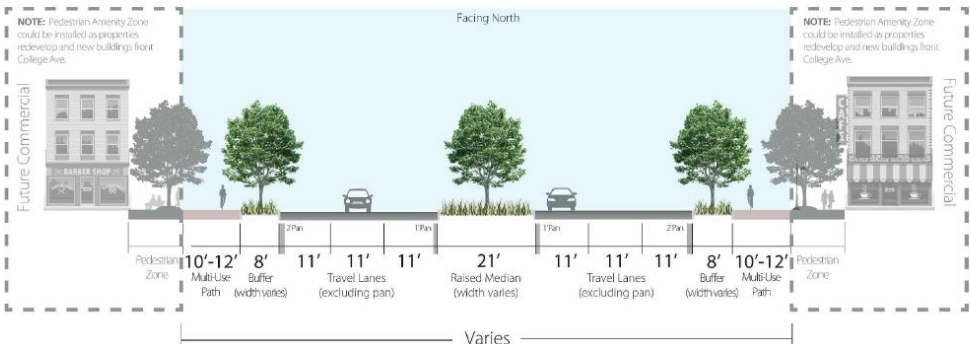 Facing North
NOTE: Pedestrian Amenity Zone
could be installed as properties
redevelop and new buildings front
College Ave.
NOTE: Pedestrian Amenity Zone
could be installed as properties
redevelop and new buildings front
College Ave.
Future Commercial
BARBER SHOP
CAFE
Future Commercial
2'Pan
1'Pan
1'Pan
2'Pan
Pedestrian
Zone
10'-12'
Multi-Use
Path
8'
Buffer
(width varies)
11'
11'
11'
Travel Lanes
(excluding pan)
21'
Raised Median
(width varies)
11'
11'
11'
Travel Lanes
(excluding pan)
8'
Buffer
(width varies)
10'-12'
Multi-Use
Path
Pedestrian
Zone
Varies